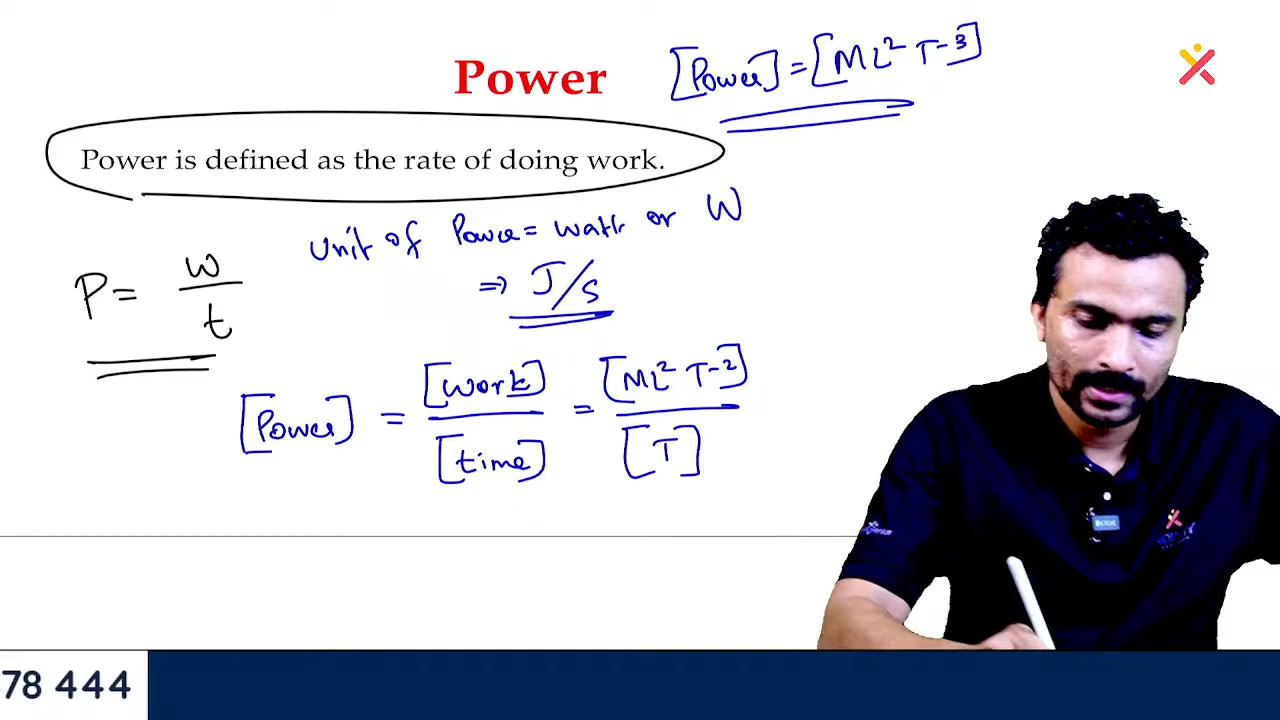 Power
[Power] = [ML² T-3]
Power is defined as the rate of doing work.
Unit of Power = watt or W
P = w/t
⇒ J/s
[Power] = [work]/[time] = [ML² T-2]/[T]
78 444